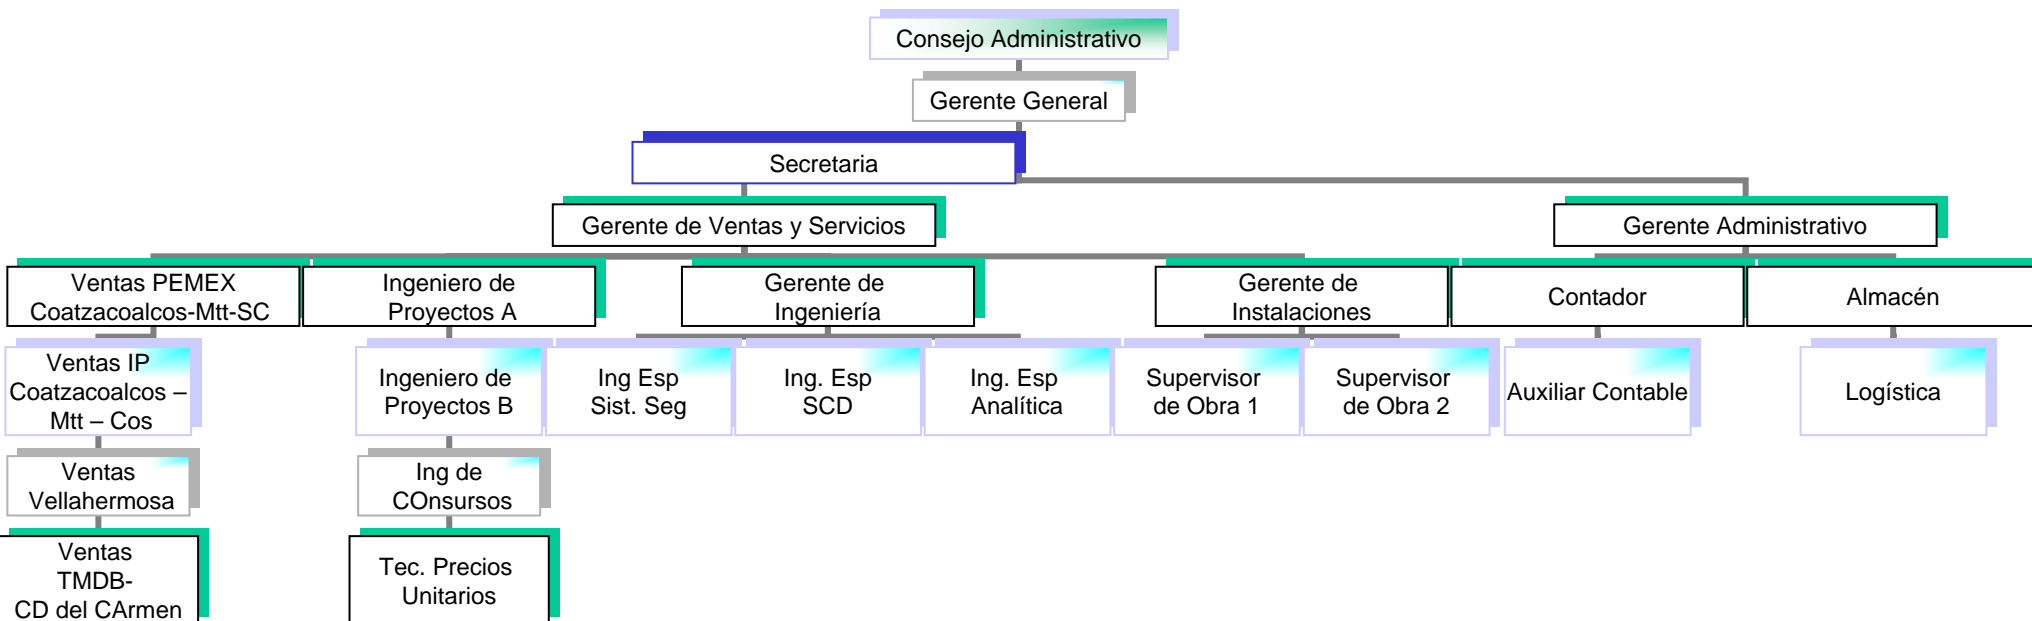 Consejo Administrativo
Gerente General
Secretaria
Gerente de Ventas y Servicios
Gerente Administrativo
Ventas PEMEX
Coatzacoalcos-Mtt-SC
Ingeniero de
Proyectos A
Gerente de
Ingeniería
Gerente de
Instalaciones
Contador
Almacén
Ventas IP
Coatzacoalcos –
Mtt – Cos
Ingeniero de
Proyectos B
Ing Esp
Sist. Seg
Ing. Esp
SCD
Ing. Esp
Analítica
Supervisor
de Obra 1
Supervisor
de Obra 2
Auxiliar Contable
Logística
Ventas
Vellahermosa
Ing de
COnsursos
Ventas
TMDB-
CD del CArmen
Tec. Precios
Unitarios